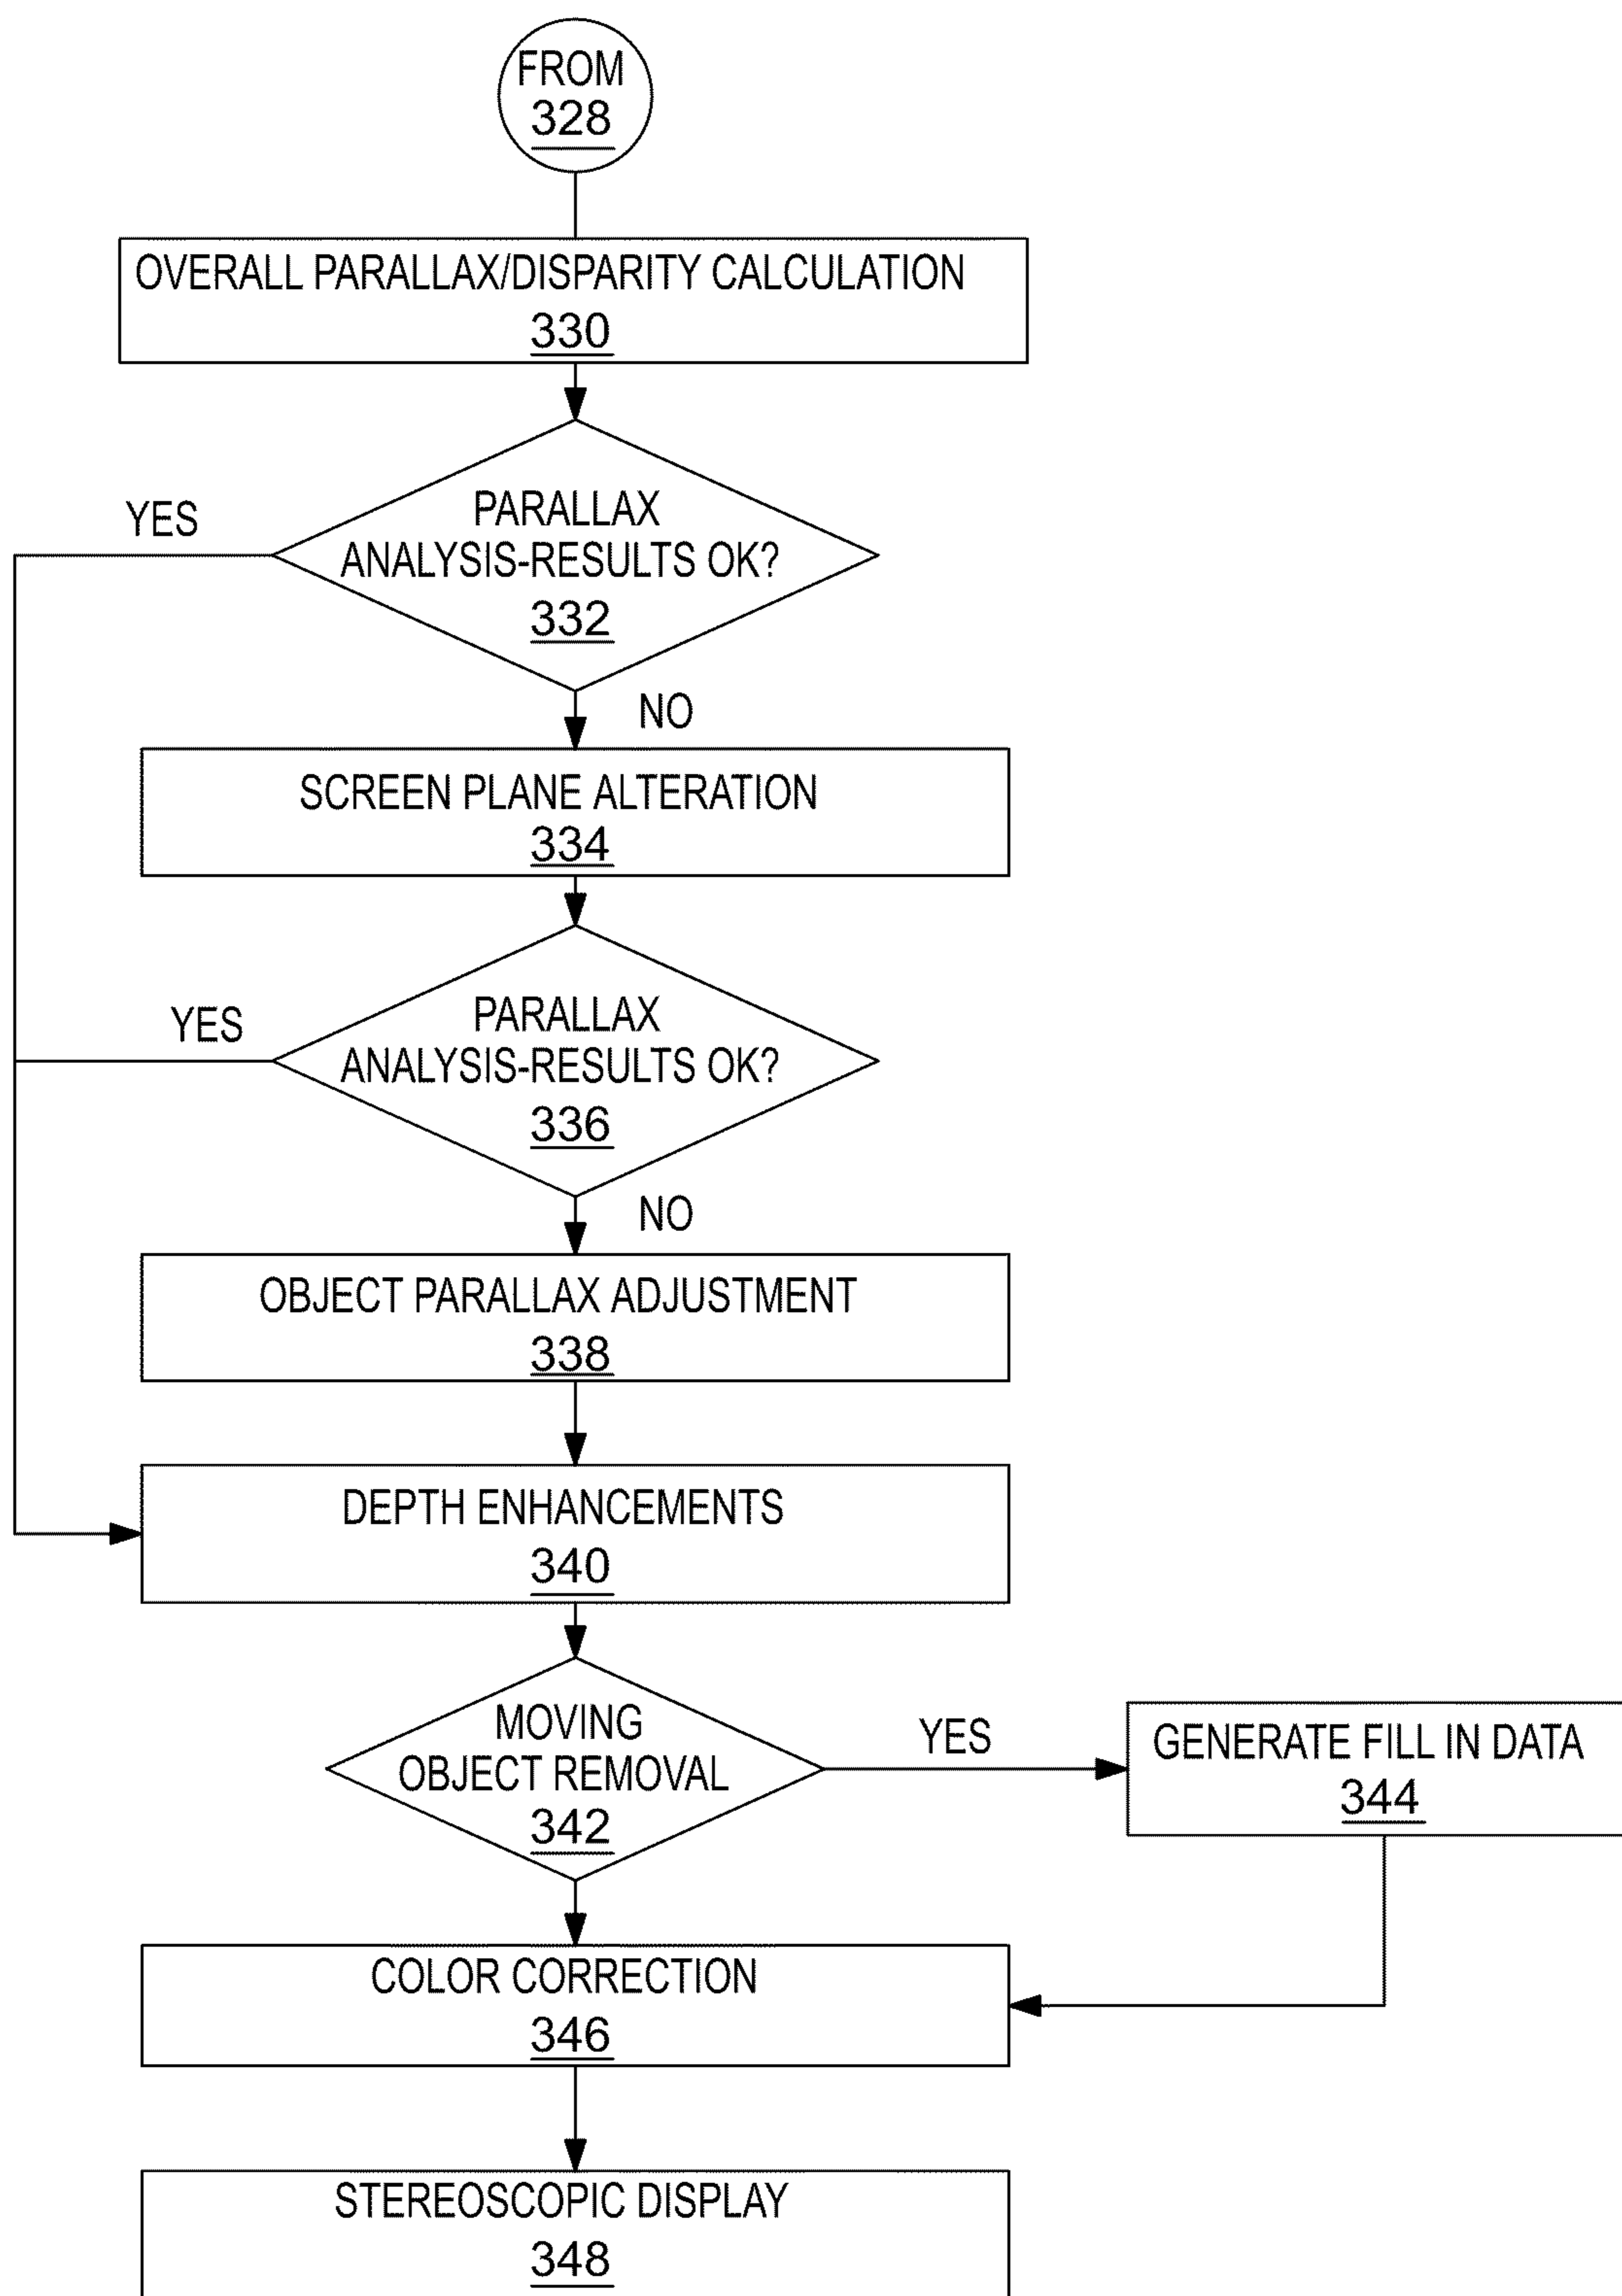 FROM
328
OVERALL PARALLAX/DISPARITY CALCULATION
330
YES
PARALLAX
ANALYSIS-RESULTS OK?
332
NO
SCREEN PLANE ALTERATION
334
YES
PARALLAX
ANALYSIS-RESULTS OK?
336
NO
OBJECT PARALLAX ADJUSTMENT
338
DEPTH ENHANCEMENTS
340
MOVING
OBJECT REMOVAL
342
YES
GENERATE FILL IN DATA
344
COLOR CORRECTION
346
STEREOSCOPIC DISPLAY
348